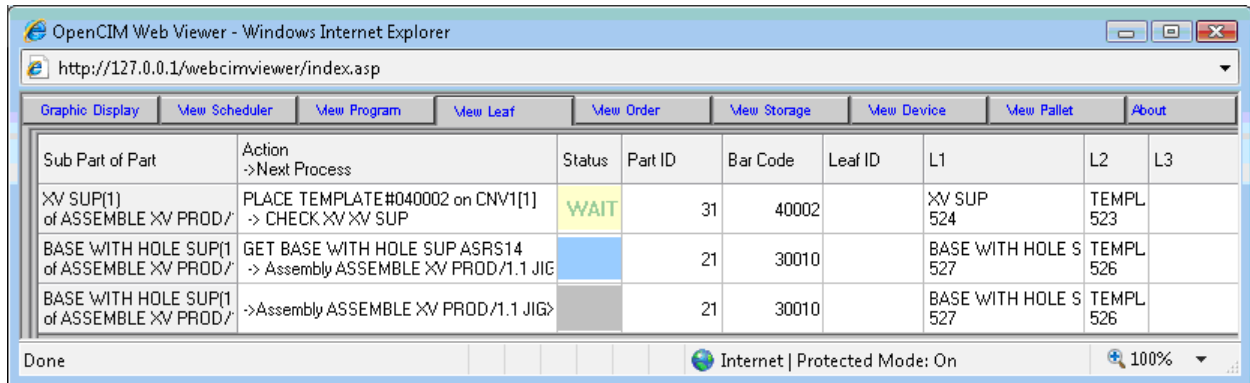 OpenCIM Web Viewer - Windows Internet Explorer
http://127.0.0.1/webcimviewer/index.asp
Graphic Display View Scheduler View Program View Leaf View Order View Storage View Device View Pallet About
Sub Part of Part Action Status Part ID Bar Code Leaf ID L1 L2 L3
->Next Process
XV SUP(1) PLACE TEMPLATE#040002 on CNV1[1] WAIT 31 40002 XV SUP TEMPL
of ASSEMBLE XV PROD/ -> CHECK XV XV SUP 524 523
BASE WITH HOLE SUP(1 GET BASE WITH HOLE SUP ASRS14 21 30010 BASE WITH HOLE S TEMPL
of ASSEMBLE XV PROD/ -> Assembly ASSEMBLE XV PROD/1.1 JIG 527 526
BASE WITH HOLE SUP(1 ->Assembly ASSEMBLE XV PROD/1.1 JIG> 21 30010 BASE WITH HOLE S TEMPL
of ASSEMBLE XV PROD/ 527 526
Done Internet | Protected Mode: On 100%